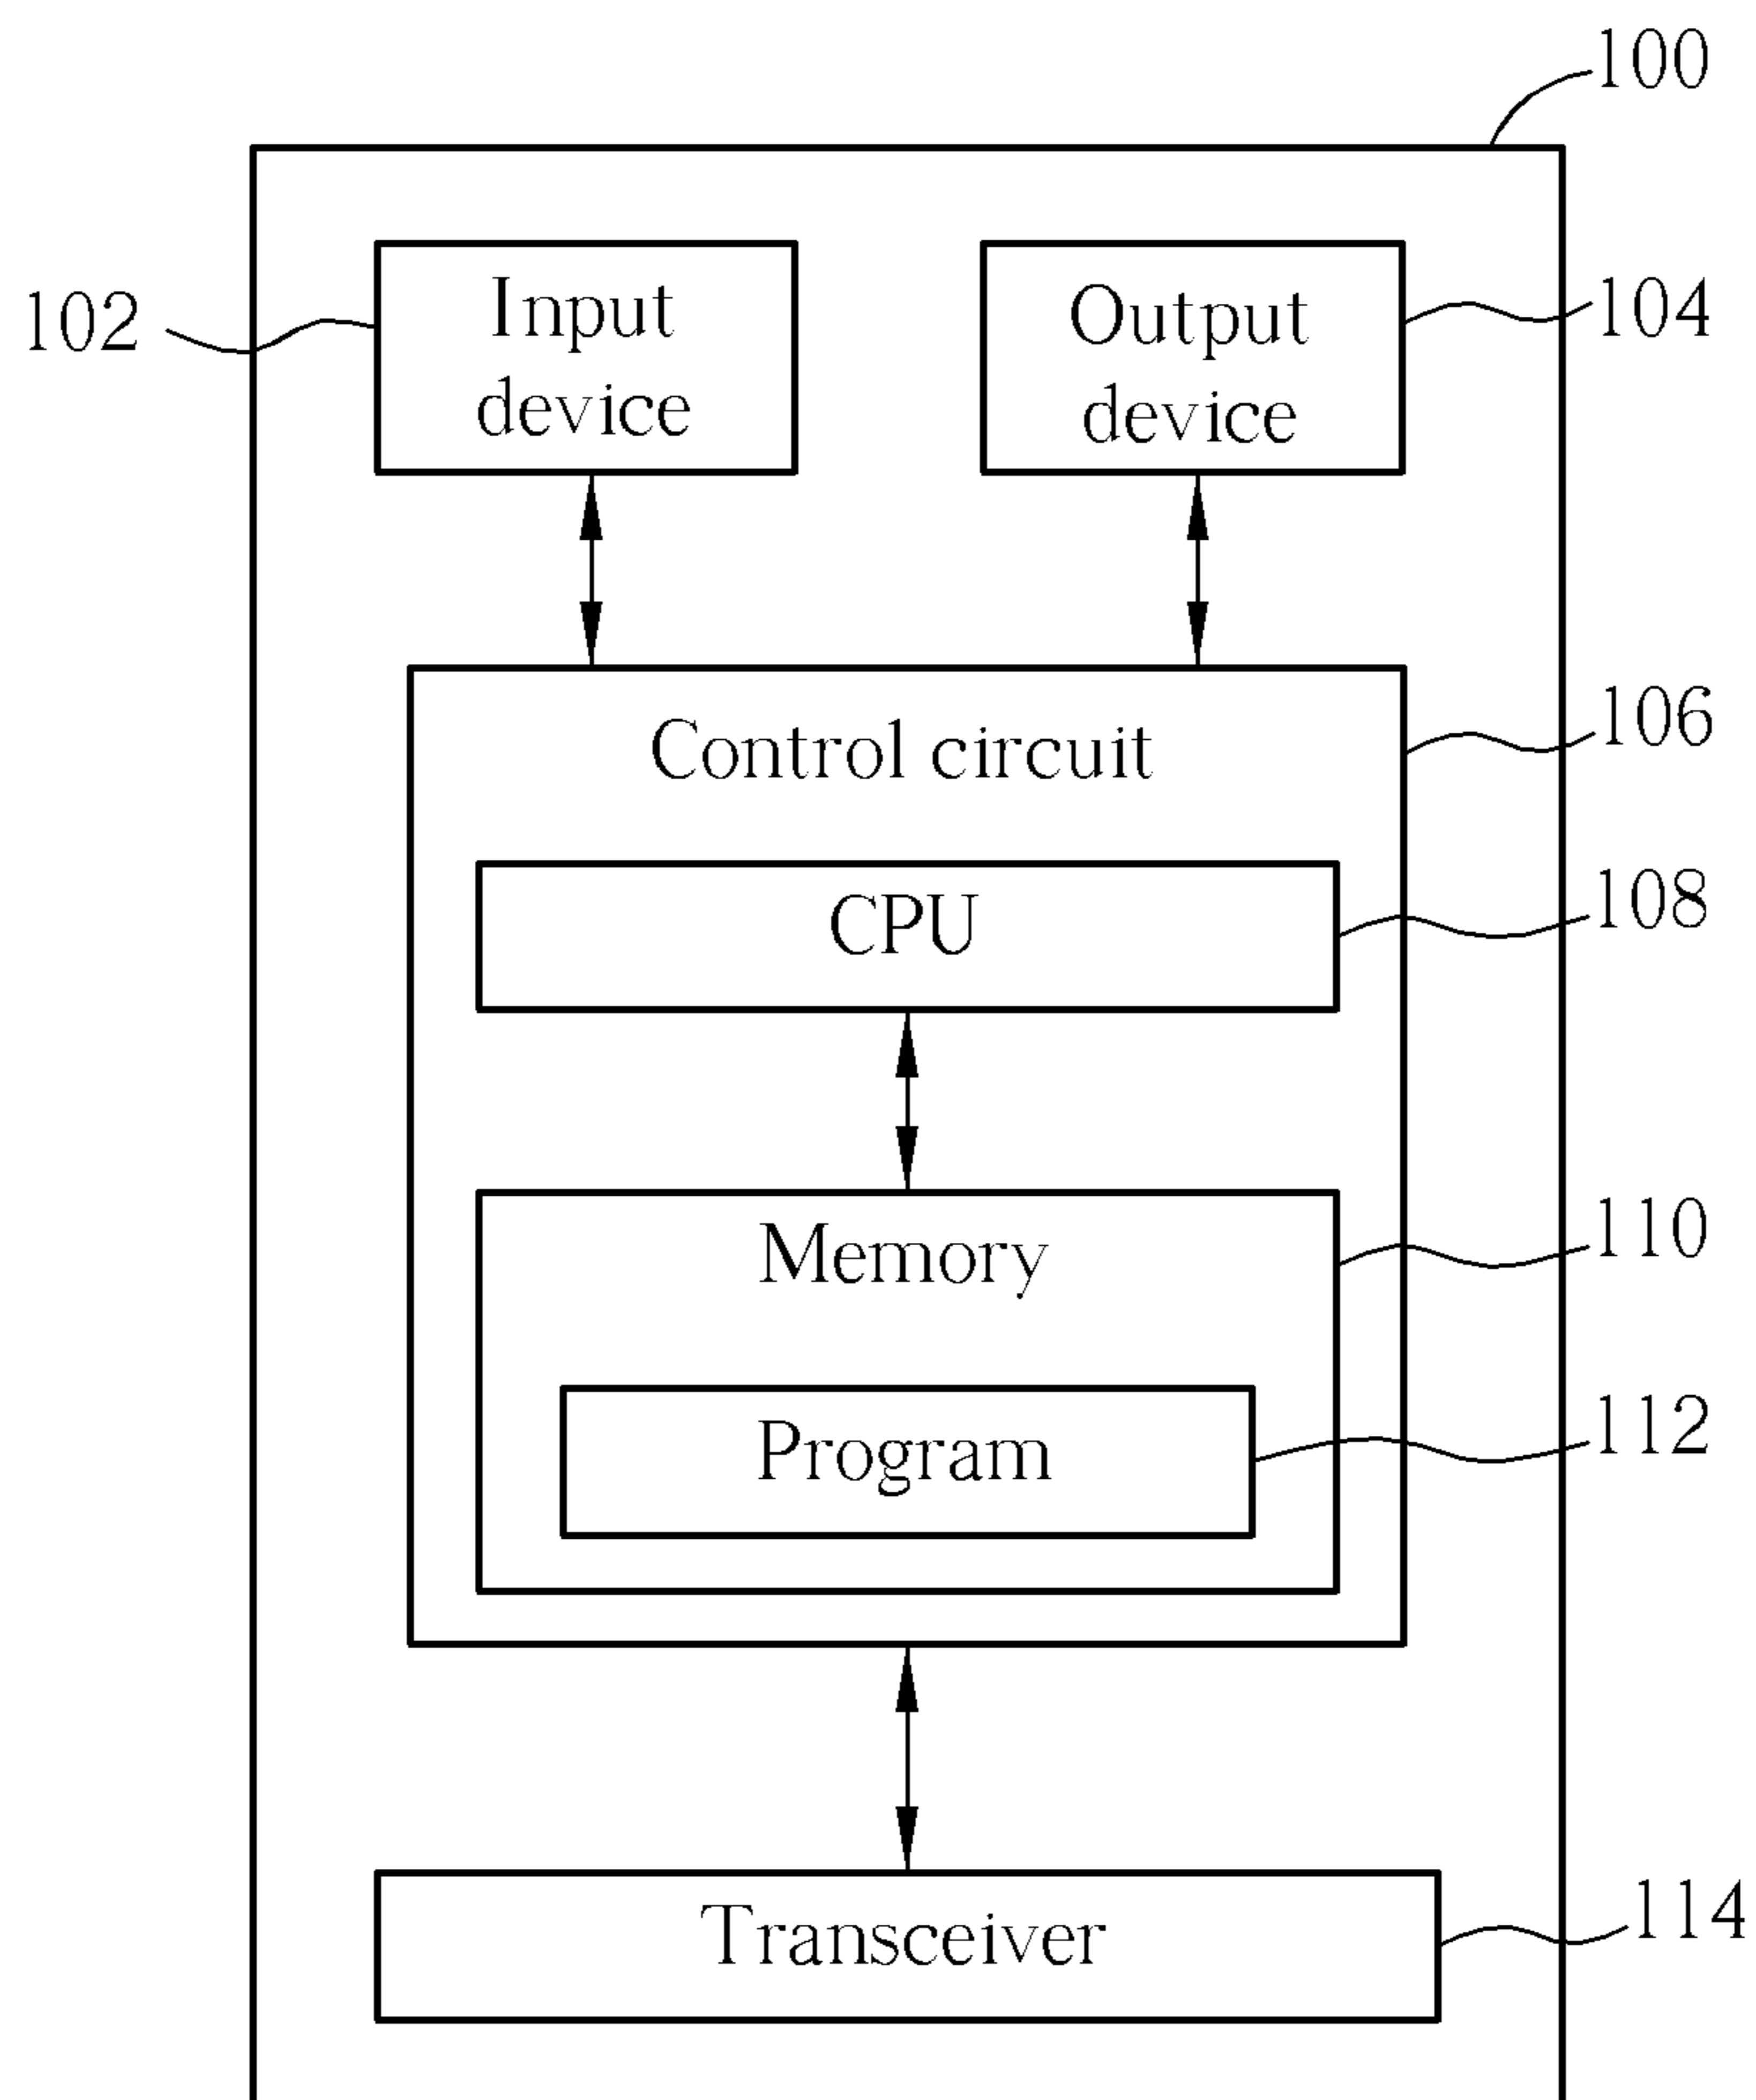 100
102
Input
device
Output
device
104
Control circuit
106
CPU
108
Memory
110
Program
112
Transceiver
114